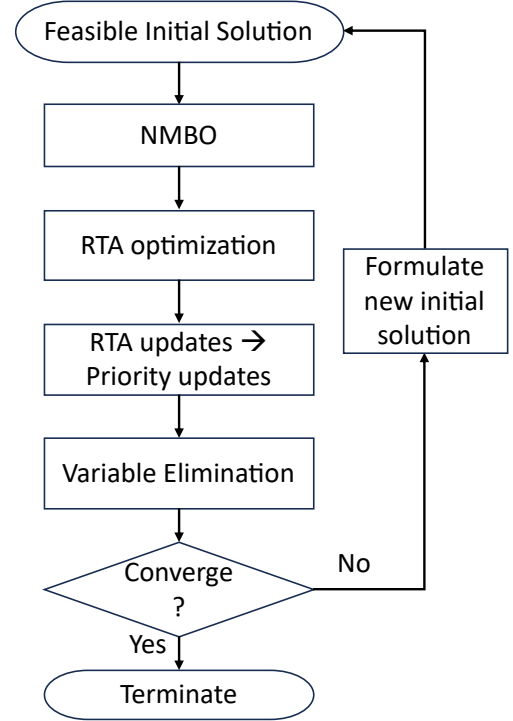 Feasible Initial Solution
NMBO
RTA optimization
RTA updates →
Priority updates
Variable Elimination
Converge
?
No
Yes
Terminate
Formulate
new initial
solution